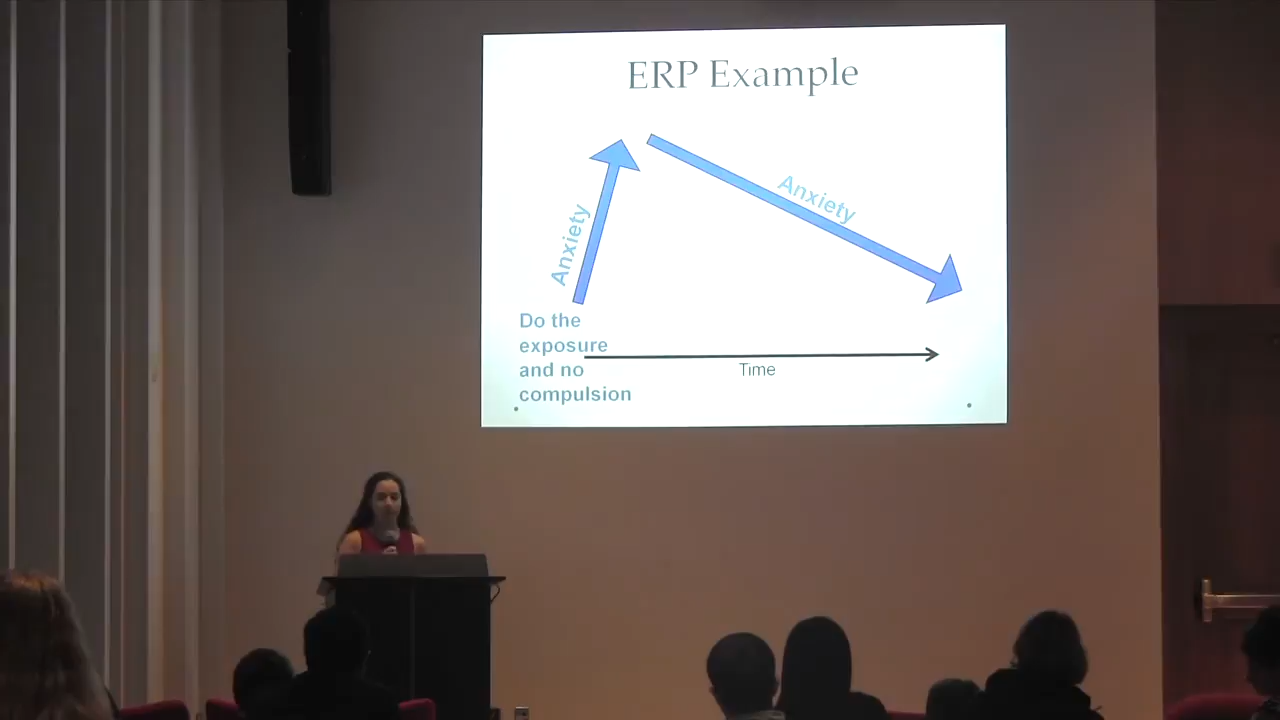 ERP Example
Anxiety
Anxiety
Do the
exposure
and no
compulsion
Time